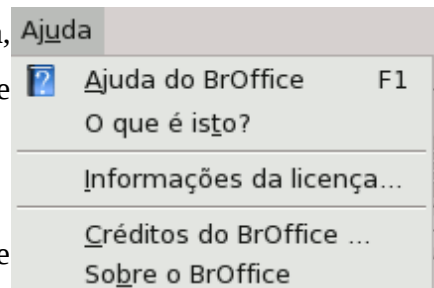 , Ajuda
e Ajuda do BrOffice F1
O que é isto?
Informações da licença...
Créditos do BrOffice ...
e Sobre o BrOffice